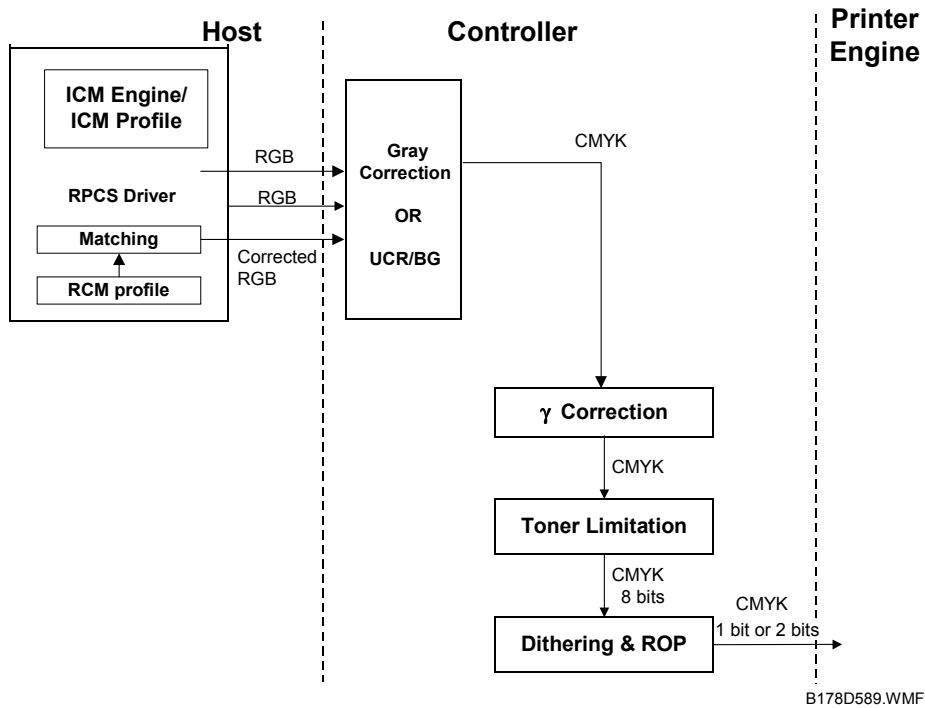 Host
Controller
Printer
Engine
ICM Engine/
ICM Profile
RPCS Driver
Matching
RCM profile
RGB
RGB
Corrected
RGB
Gray
Correction
OR
UCR/BG
CMYK
γ Correction
CMYK
Toner Limitation
CMYK
8 bits
Dithering & ROP
CMYK
1 bit or 2 bits
B178D589.WMF